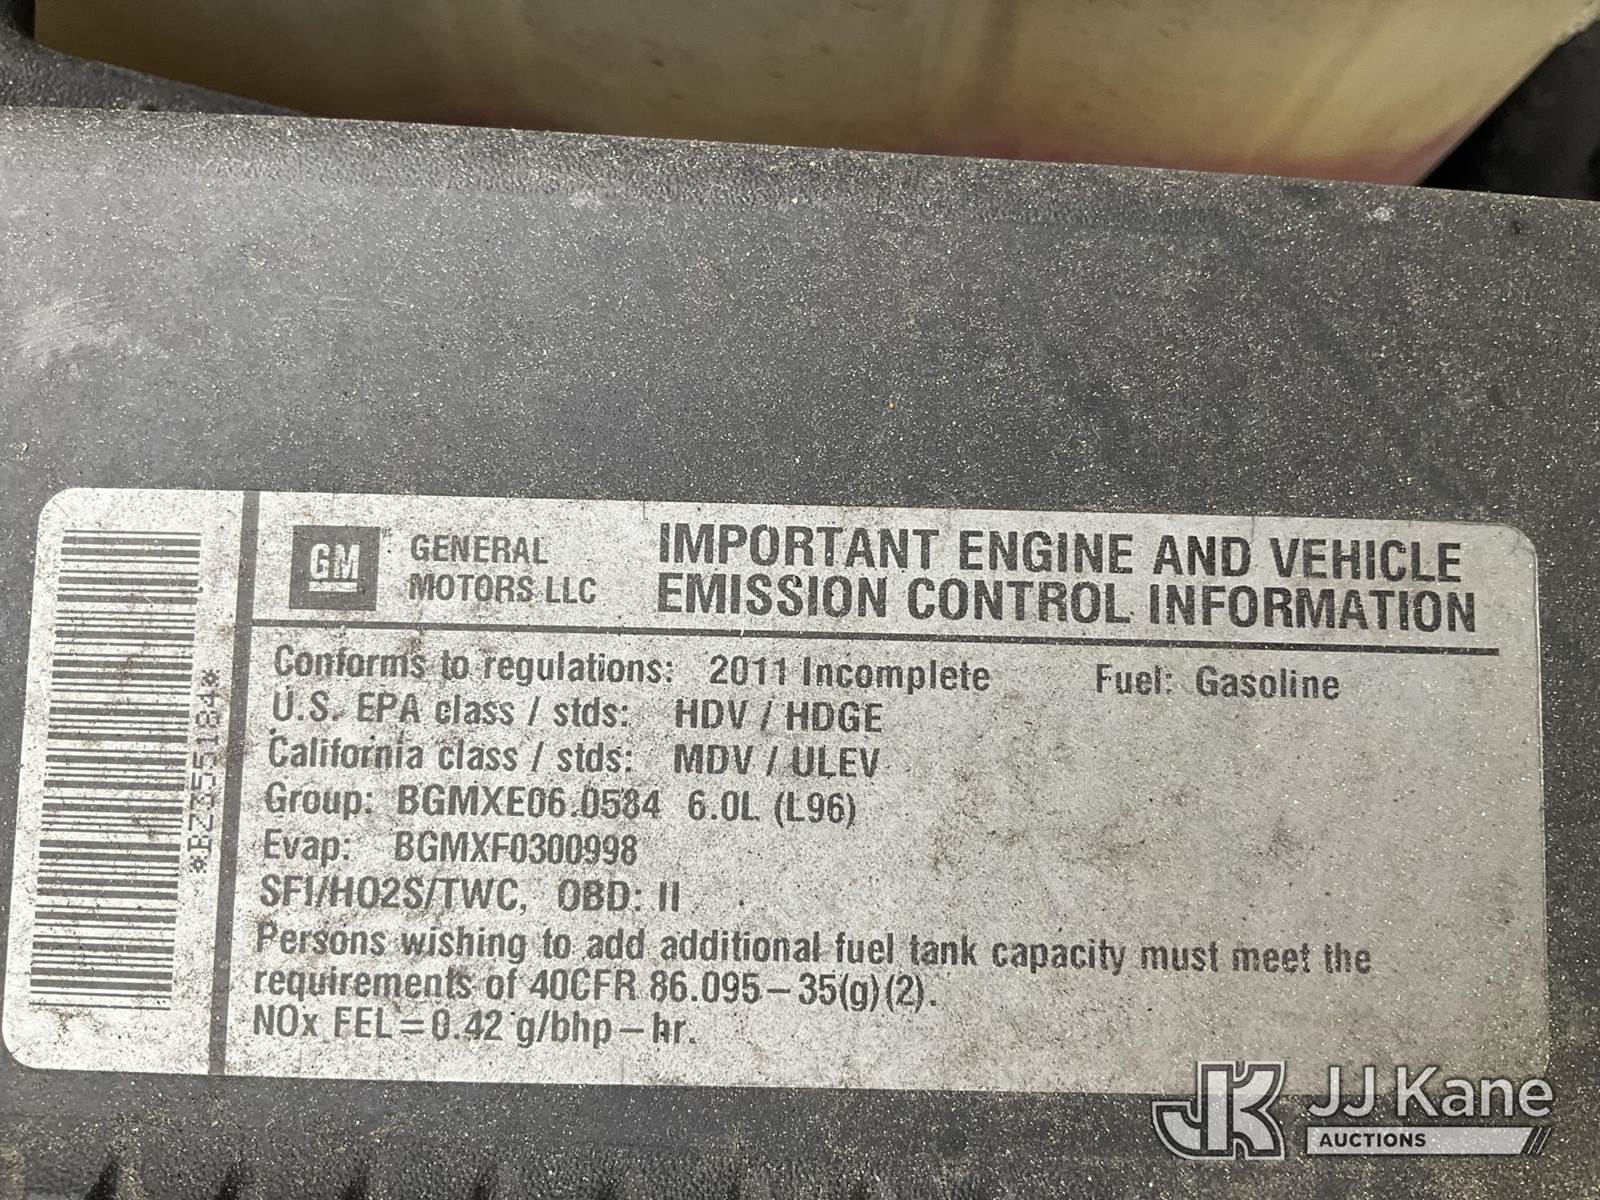 GM
GENERAL
MOTORS LLC
IMPORTANT ENGINE AND VEHICLE
EMISSION CONTROL INFORMATION
Conforms to regulations: 2011 Incomplete Fuel: Gasoline
U.S. EPA class / stds: HDV / HDGE
California class / stds: MDV / ULEV
Group: BGMXE06.0584 6.0L (L96)
Evap: BGMXF0300998
SFI/HO2S/TWC, OBD: II
Persons wishing to add additional fuel tank capacity must meet the
requirements of 40CFR 86.095-35(g)(2).
NOx FEL=0.42 g/bhp-hr.
JK JJ Kane
AUCTIONS